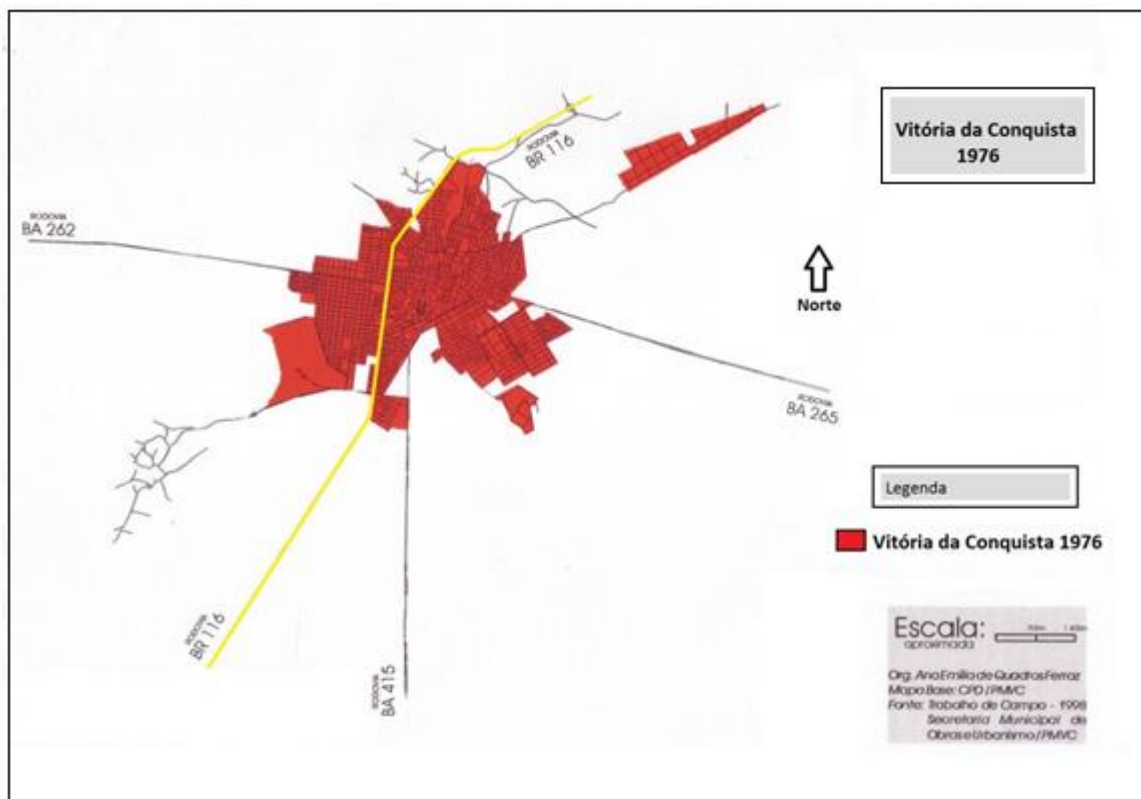 Vitória da Conquista
1976
RODOVIA
BR 116
RODOVIA
BA 262
Norte
RODOVIA
BA 265
Legenda
Vitória da Conquista 1976
RODOVIA
BR 116
RODOVIA
BA 415
Escala:
aproximada
Org. Ana Emília de Quadros Ferraz
Mapa Base: CPD / PMVC
Fonte: Trabalho de Campo - 1998
Secretaria Municipal de
Obras e Urbanismo / PMVC